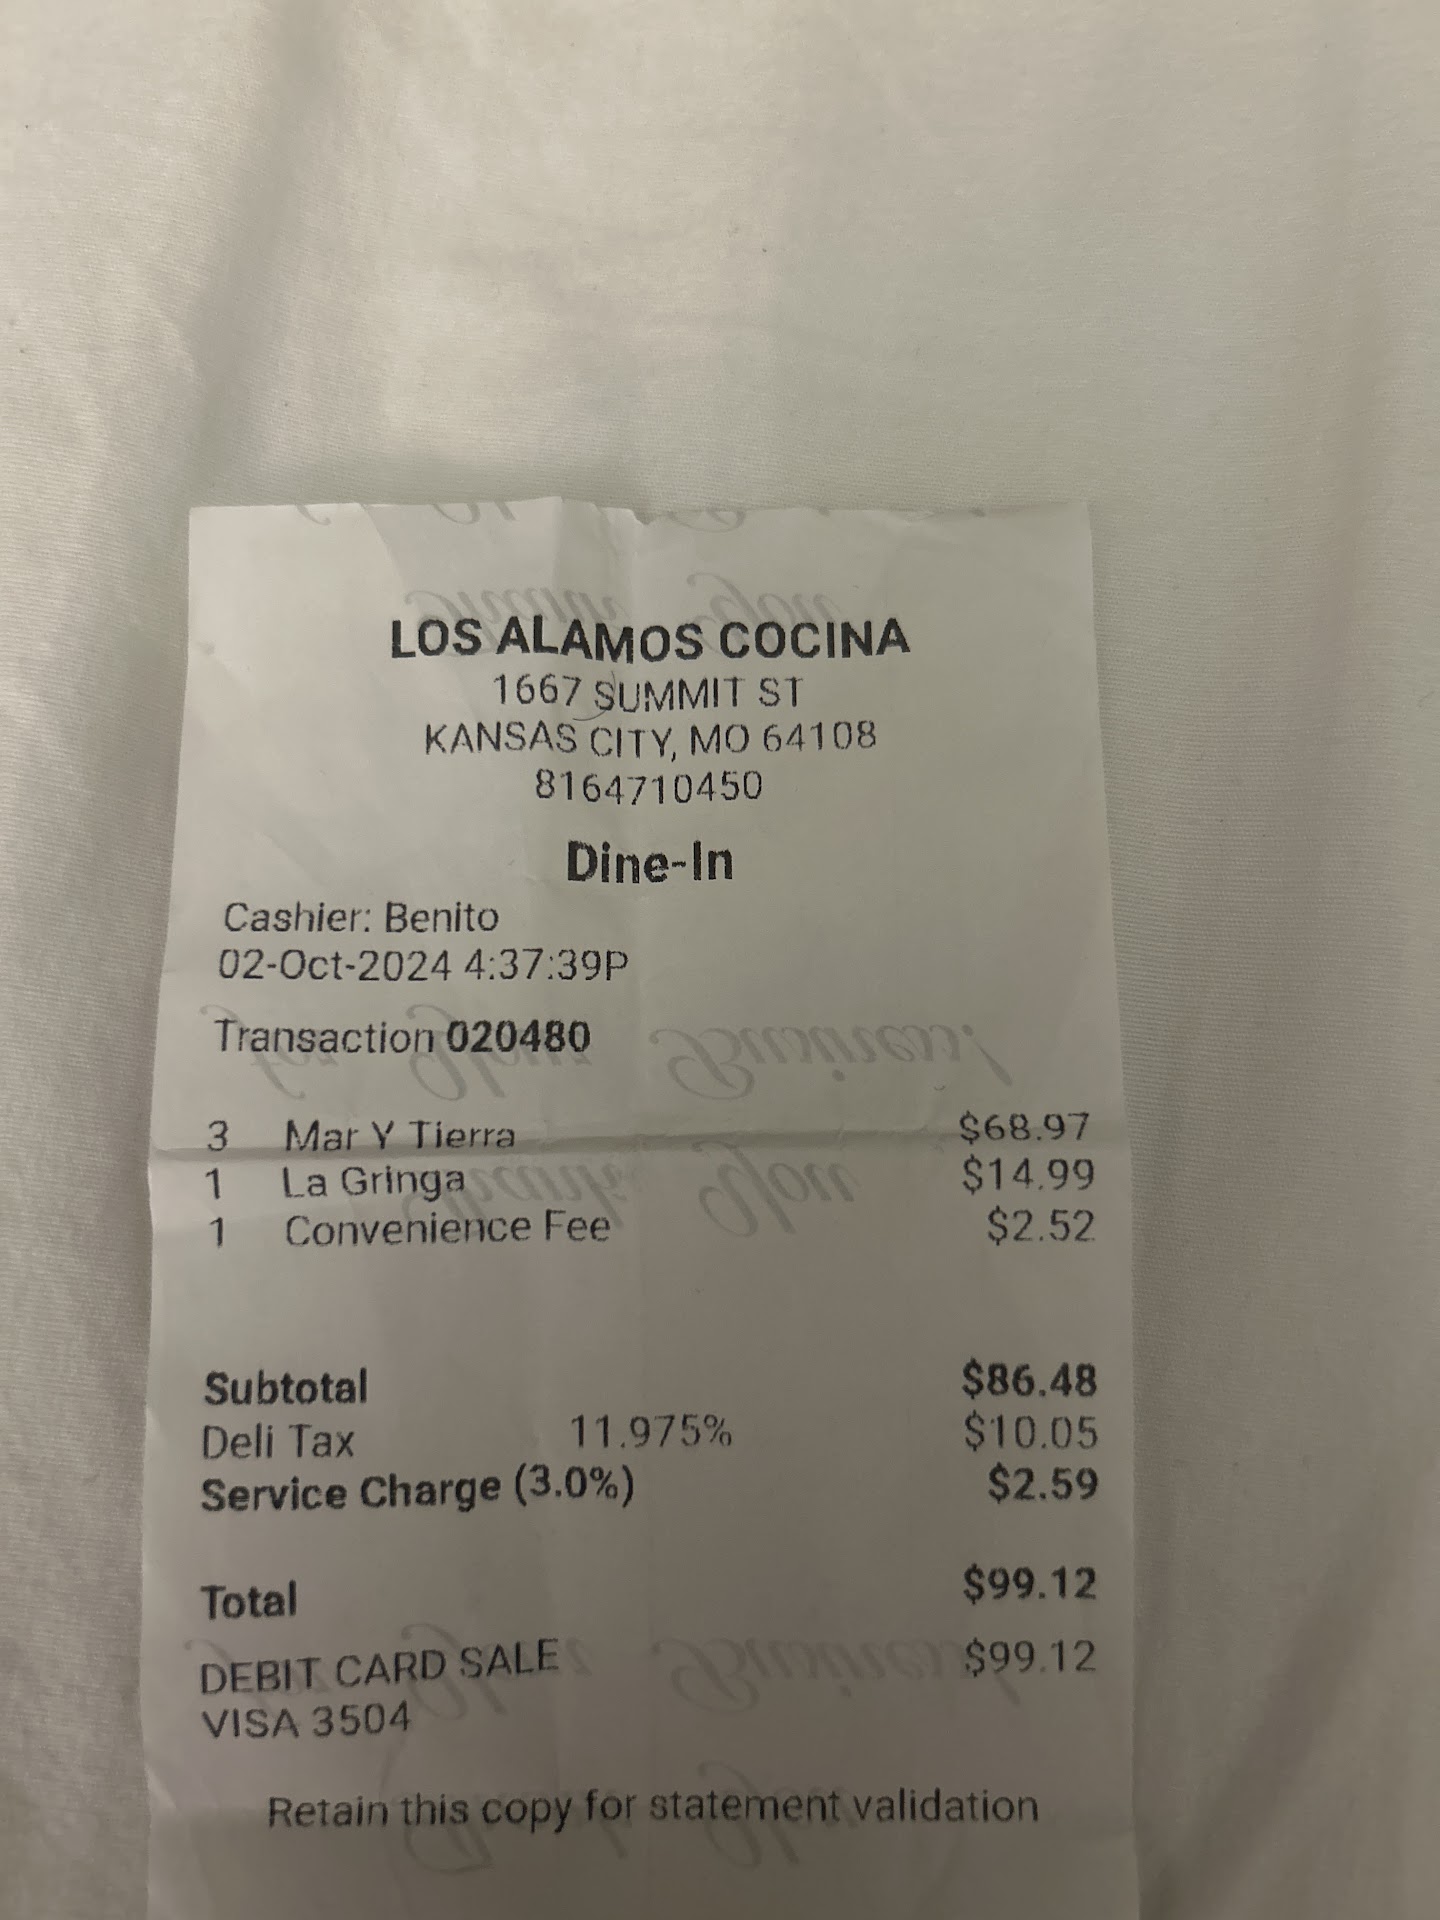 LOS ALAMOS COCINA
1667 SUMMIT ST
KANSAS CITY, MO 64108
8164710450
Dine-In
Cashier: Benito
02-Oct-2024 4:37:39P
Transaction 020480
3 Mar Y Tierra $68.97
1 La Gringa $14.99
1 Convenience Fee $2.52
Subtotal $86.48
Deli Tax 11.975% $10.05
Service Charge (3.0%) $2.59
Total $99.12
DEBIT CARD SALE $99.12
VISA 3504
Retain this copy for statement validation